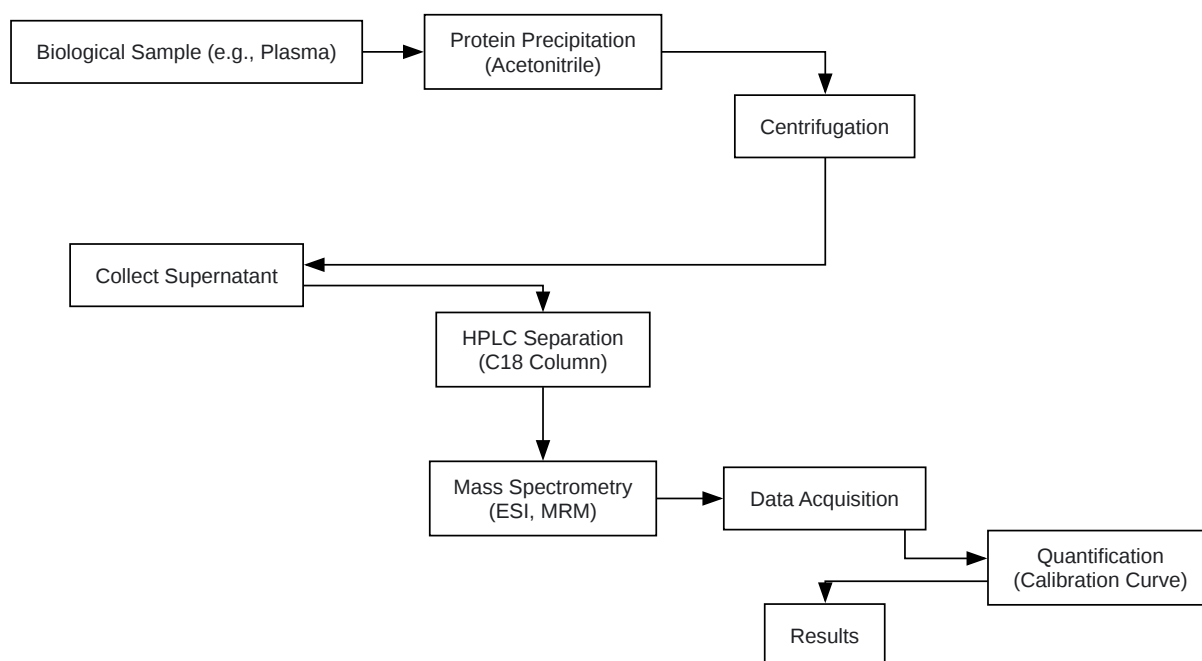 Biological Sample (e.g., Plasma)
Protein Precipitation
(Acetonitrile)
Centrifugation
Collect Supernatant
HPLC Separation
(C18 Column)
Mass Spectrometry
(ESI, MRM)
Data Acquisition
Quantification
(Calibration Curve)
Results